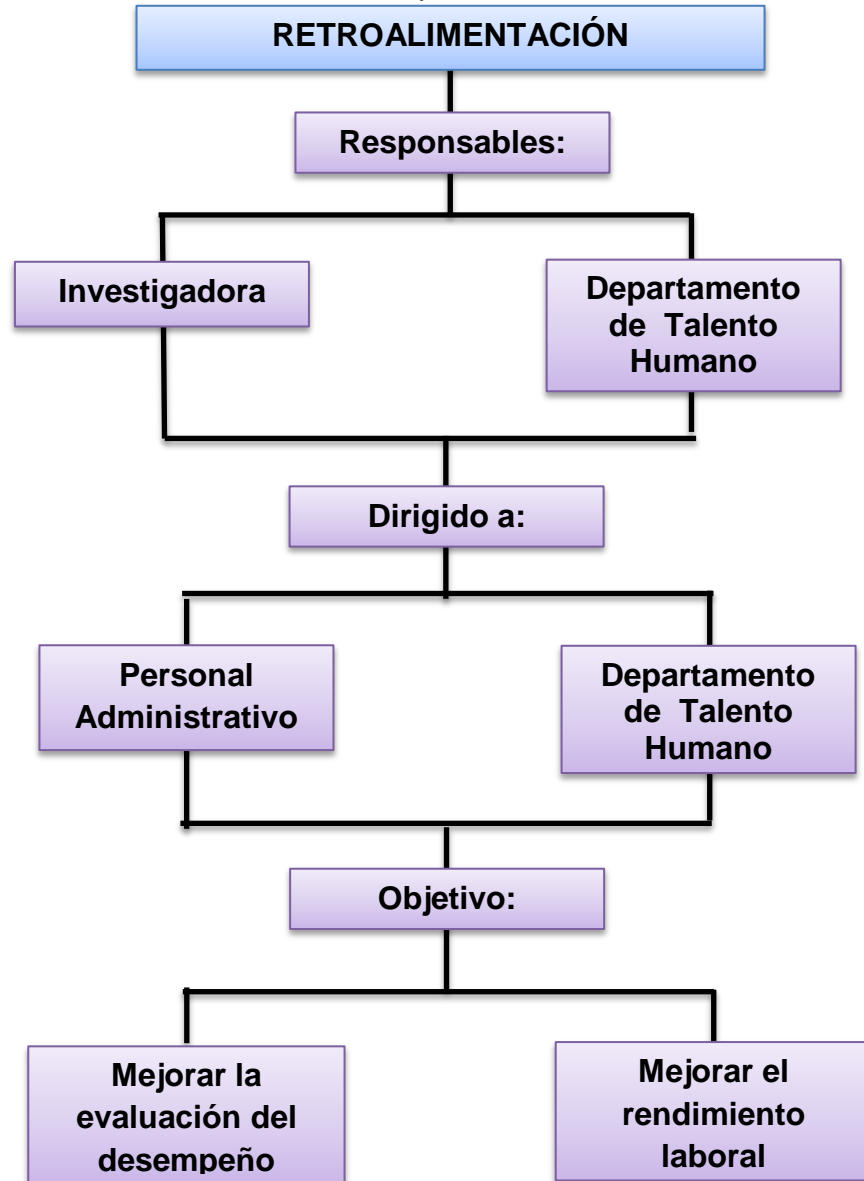 RETROALIMENTACIÓN
Responsables:
Investigadora
Departamento
de Talento
Humano
Dirigido a:
Personal
Administrativo
Departamento
de Talento
Humano
Objetivo:
Mejorar la
evaluación del
desempeño
Mejorar el
rendimiento
laboral